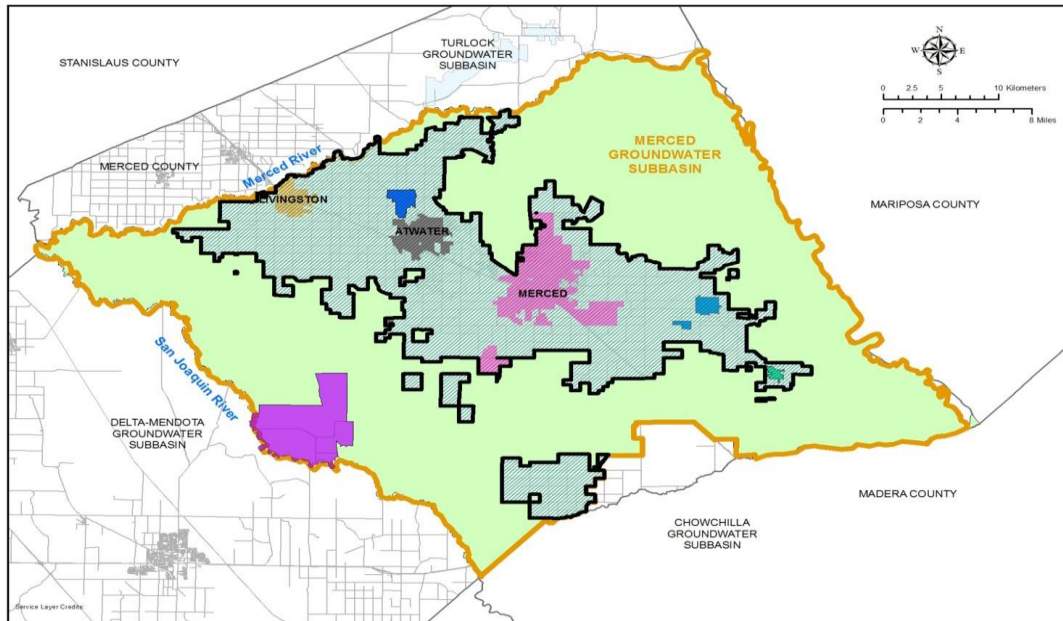 STANISLAUS COUNTY
TURLOCK
GROUNDWATER
SUBBASIN
N
W
E
S
0 2.5 5 10 Kilometers
0 2 4 8 Miles
MERCED
GROUNDWATER
SUBBASIN
MERCED COUNTY
Merced River
LIVINGSTON
MARIPOSA COUNTY
ATWATER
MERCED
San Joaquin River
DELTA-MENDOTA
GROUNDWATER
SUBBASIN
MADERA COUNTY
CHOWCHILLA
GROUNDWATER
SUBBASIN
Service Layer Credits: